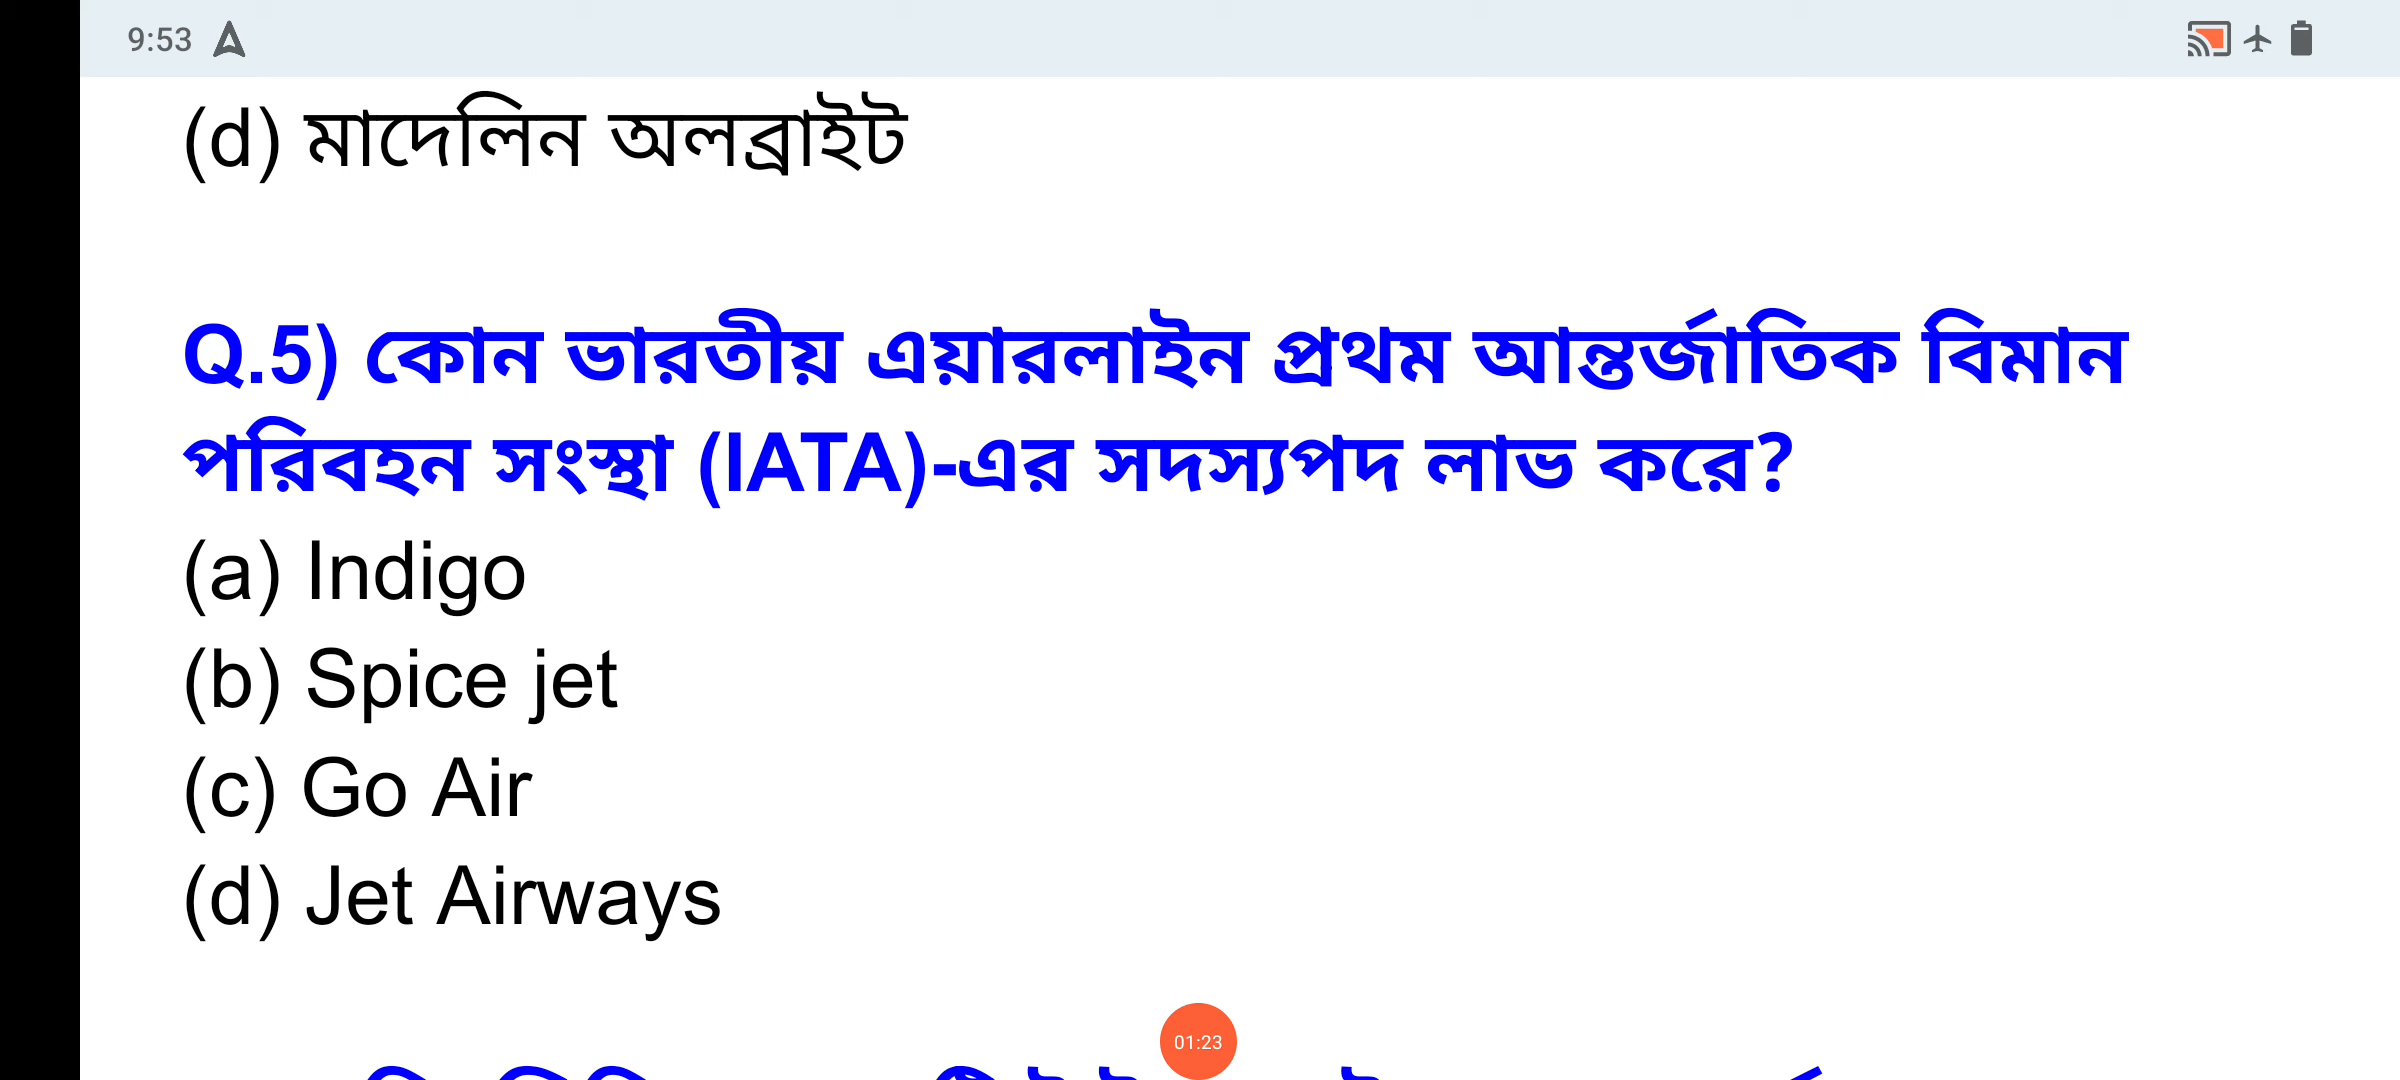 9:53
(d) মাদেলিন অলব্রাইট
Q.5) কোন ভারতীয় এয়ারলাইন প্রথম আন্তর্জাতিক বিমান
পরিবহন সংস্থা (IATA)-এর সদস্যপদ লাভ করে?
(a) Indigo
(b) Spice jet
(c) Go Air
(d) Jet Airways
01:23